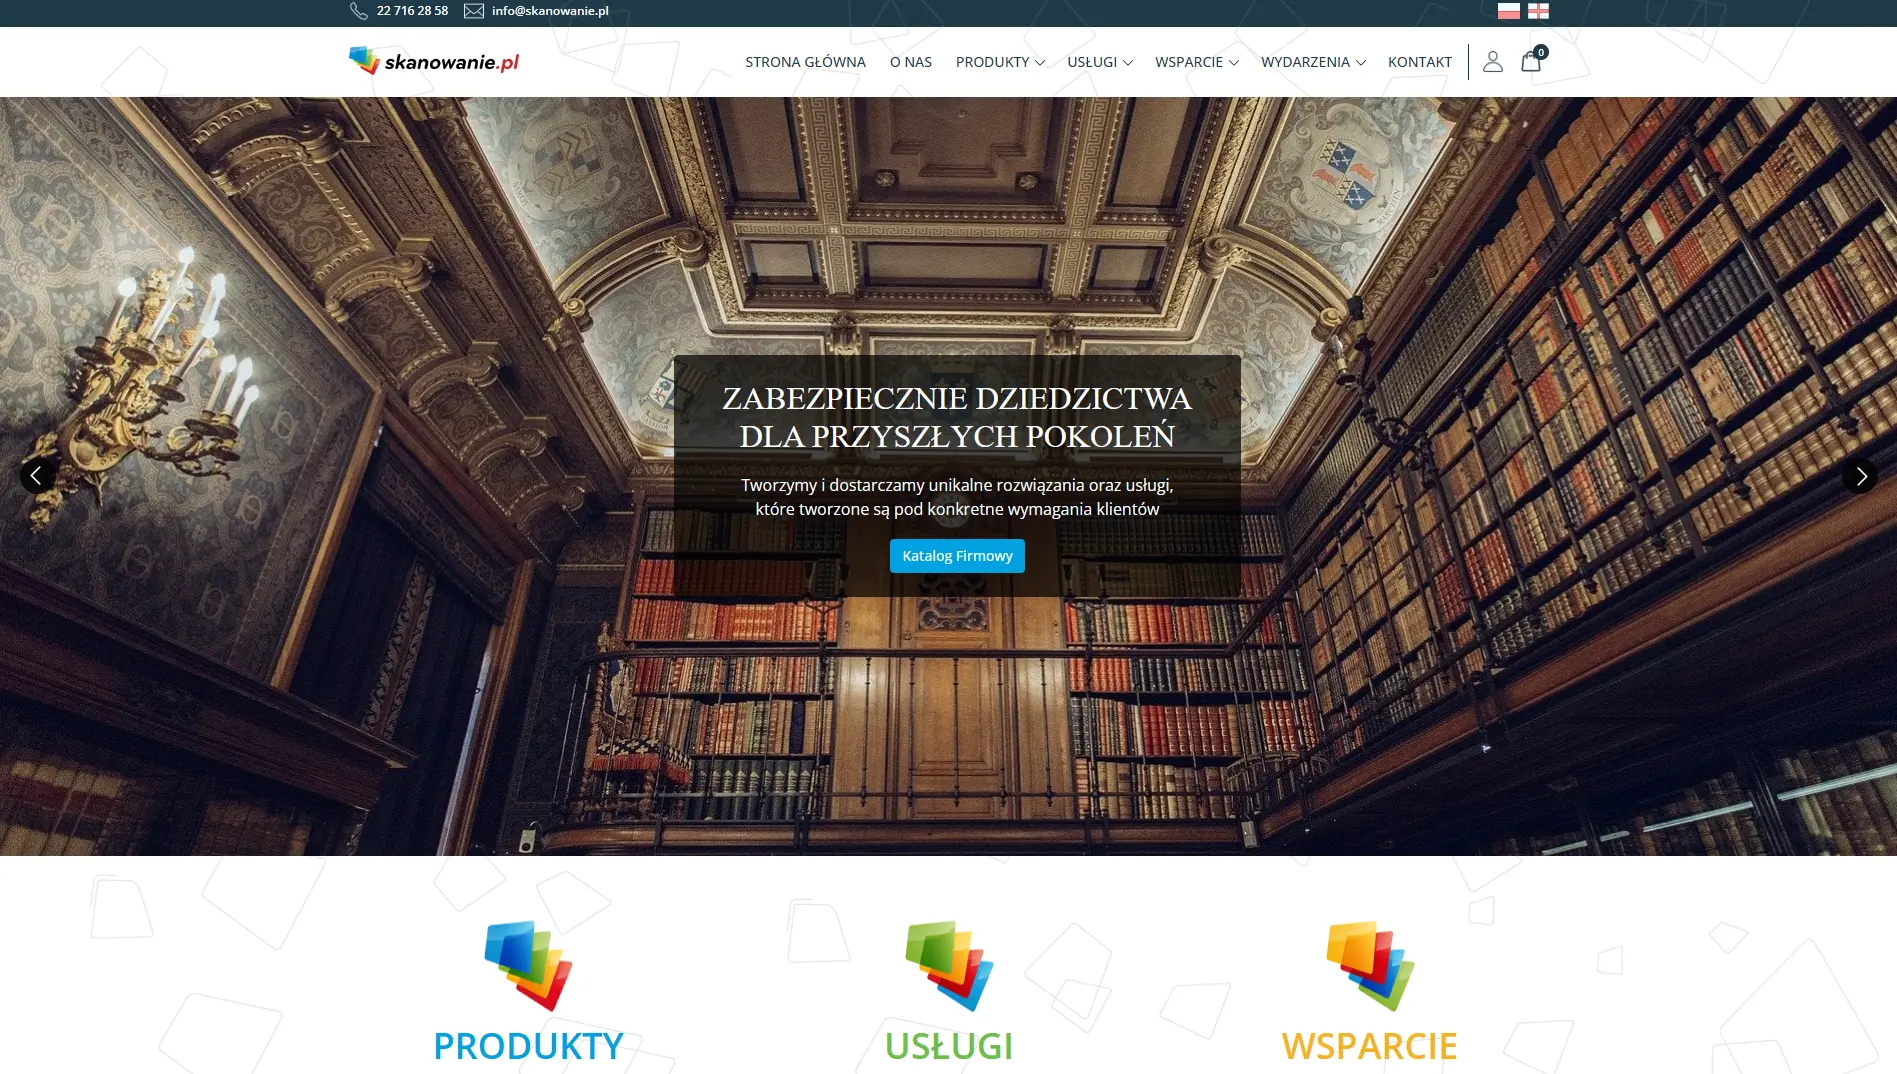 22 716 28 58
info@skanowanie.pl
skanowanie.pl
STRONA GŁÓWNA
O NAS
PRODUKTY
USŁUGI
WSPARCIE
WYDARZENIA
KONTAKT
0
ZABEZPIECZNIE DZIEDZICTWA
DLA PRZYSZŁYCH POKOLEŃ
Tworzymy i dostarczamy unikalne rozwiązania oraz usługi,
które tworzone są pod konkretne wymagania klientów
Katalog Firmowy
PRODUKTY
USŁUGI
WSPARCIE